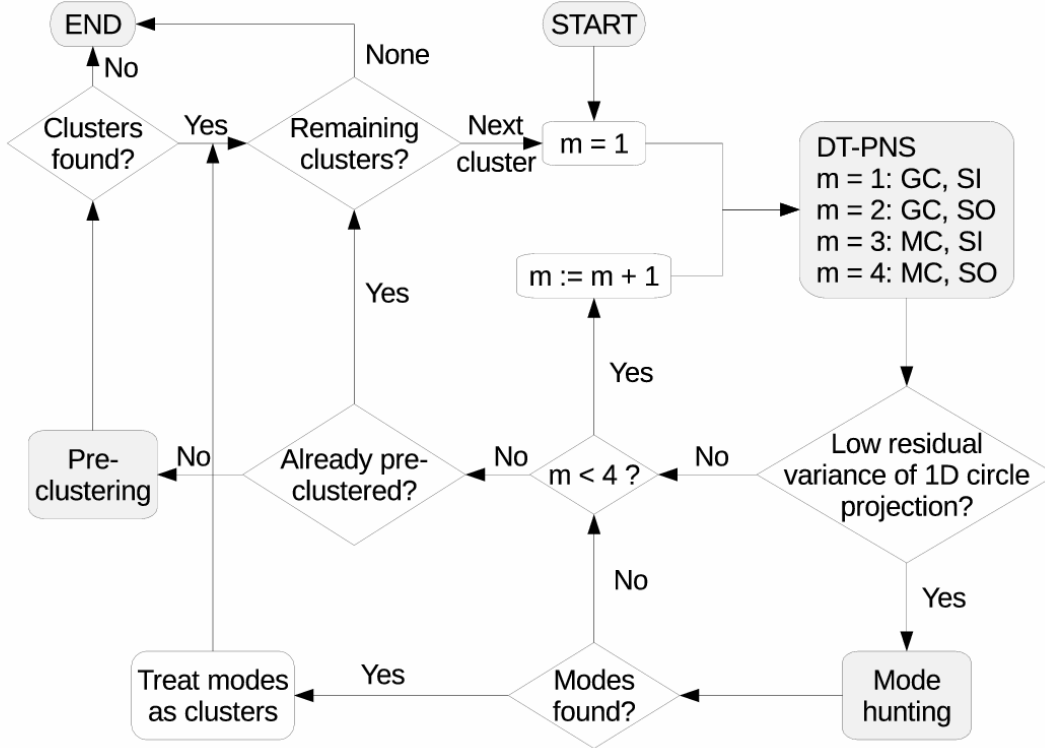 END
START
No
None
Clusters
found?
Yes
Remaining
clusters?
Next
cluster
m = 1
DT-PNS
m = 1: GC, SI
m = 2: GC, SO
m = 3: MC, SI
m = 4: MC, SO
m := m + 1
Yes
Yes
Pre-
clustering
No
Already pre-
clustered?
No
m < 4 ?
No
Low residual
variance of 1D circle
projection?
No
Yes
Treat modes
as clusters
Yes
Modes
found?
Mode
hunting